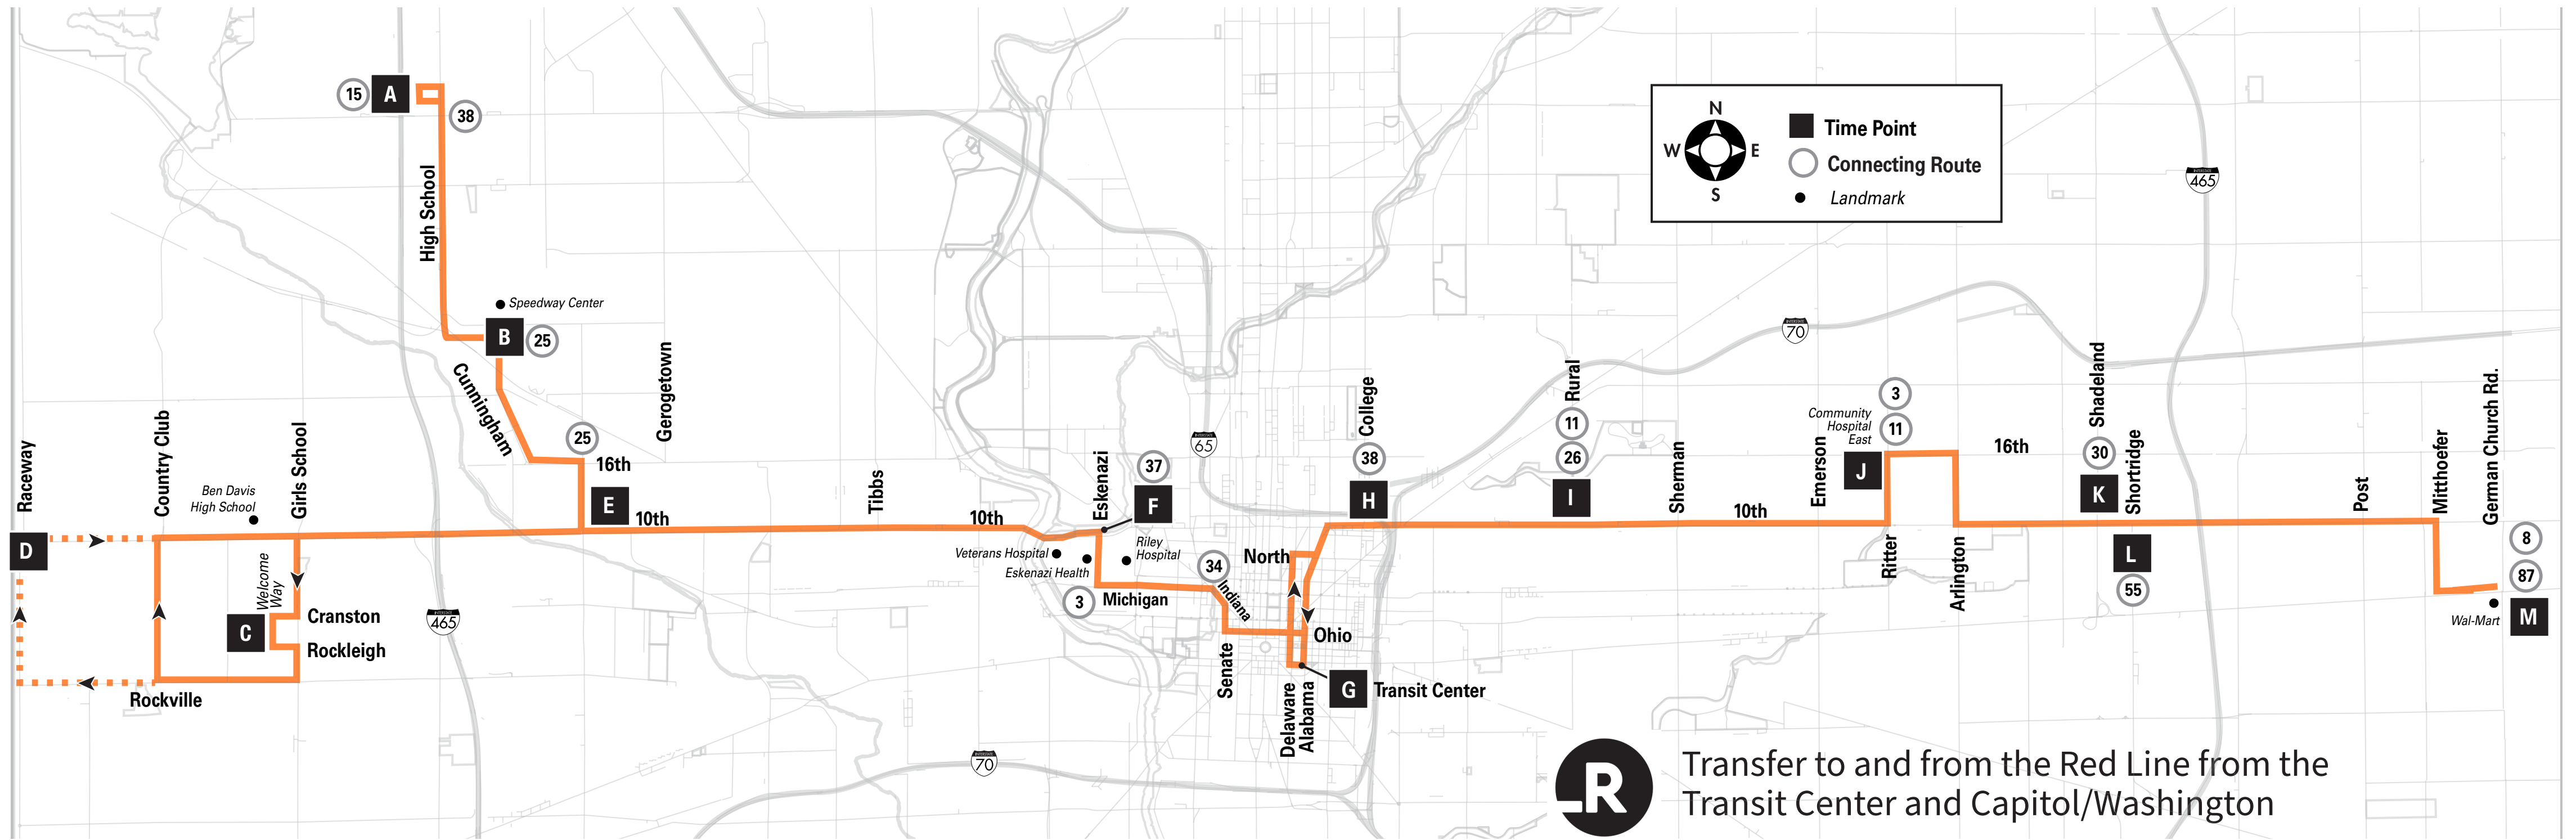 15
A
38
High School
Speedway Center
B
25
Cunningham
Gerogetown
25
16th
E
10th
Raceway
D
Country Club
Ben Davis
High School
Girls School
Welcome
Way
C
Cranston
Rockleigh
Rockville
465
Tibbs
10th
Eskenazi
37
F
Veterans Hospital
Eskenazi Health
Riley
Hospital
3
Michigan
34
Indiana
Senate
65
North
Ohio
Delaware
Alabama
G
Transit Center
70
College
38
H
Rural
11
26
I
Sherman
10th
70
N
W
E
S
Time Point
Connecting Route
Landmark
INTERSTATE
465
Emerson
Community
Hospital
East
3
11
J
Ritter
Arlington
16th
Shadeland
30
K
Shortridge
L
55
Post
Mitthoefer
German Church Rd.
8
87
M
Wal-Mart
R
Transfer to and from the Red Line from the
Transit Center and Capitol/Washington